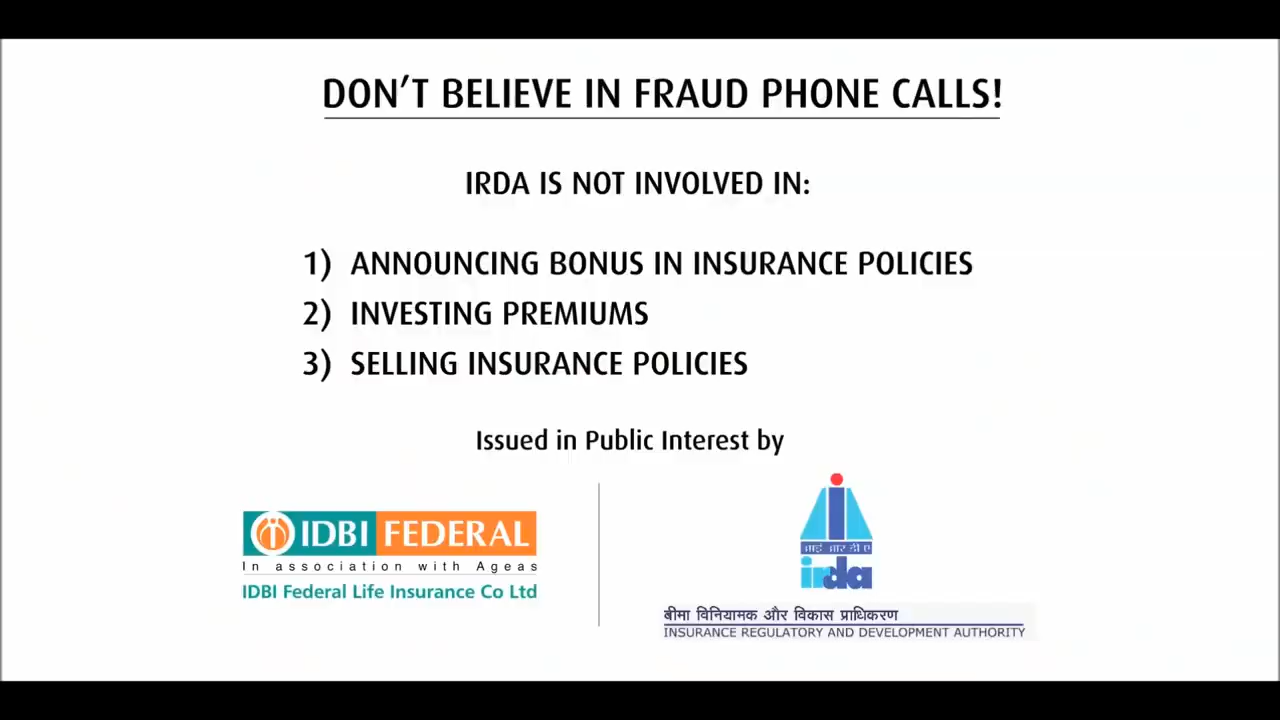 DON'T BELIEVE IN FRAUD PHONE CALLS!
IRDA IS NOT INVOLVED IN:
1) ANNOUNCING BONUS IN INSURANCE POLICIES
2) INVESTING PREMIUMS
3) SELLING INSURANCE POLICIES
Issued in Public Interest by
IDBI FEDERAL
In association with Ageas
IDBI Federal Life Insurance Co Ltd
आई आर डी ए
irda
बीमा विनियामक और विकास प्राधिकरण
INSURANCE REGULATORY AND DEVELOPMENT AUTHORITY